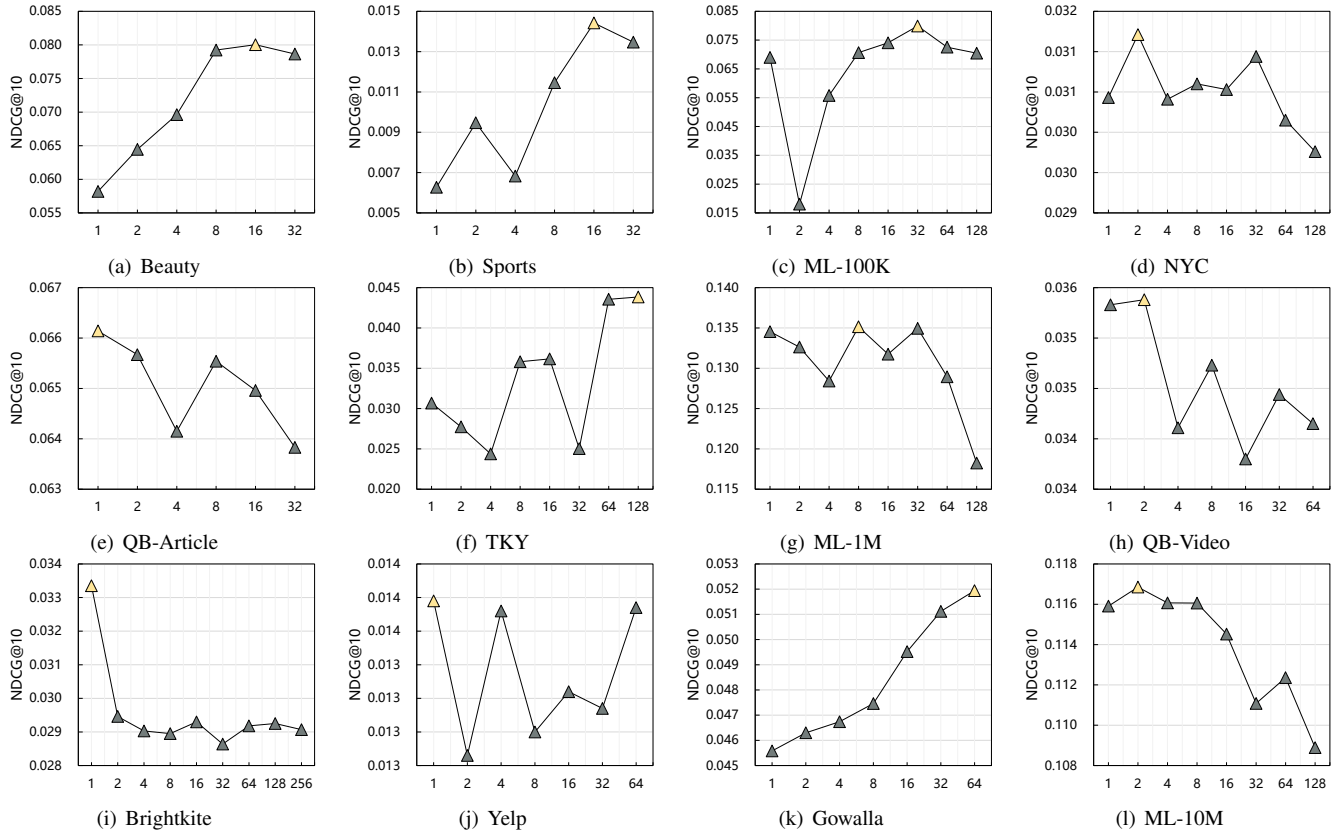 NDCG@10
0.085
0.080
0.075
0.070
0.065
0.060
0.055
1 2 4 8 16 32
(a) Beauty
NDCG@10
0.015
0.013
0.011
0.009
0.007
0.005
1 2 4 8 16 32
(b) Sports
NDCG@10
0.085
0.075
0.065
0.055
0.045
0.035
0.025
0.015
1 2 4 8 16 32 64 128
(c) ML-100K
NDCG@10
0.032
0.031
0.031
0.030
0.030
0.029
1 2 4 8 16 32 64 128
(d) NYC
NDCG@10
0.067
0.066
0.065
0.064
0.063
1 2 4 8 16 32
(e) QB-Article
NDCG@10
0.045
0.040
0.035
0.030
0.025
0.020
1 2 4 8 16 32 64 128
(f) TKY
NDCG@10
0.140
0.135
0.130
0.125
0.120
0.115
1 2 4 8 16 32 64 128
(g) ML-1M
NDCG@10
0.036
0.035
0.035
0.034
0.034
1 2 4 8 16 32 64
(h) QB-Video
NDCG@10
0.034
0.033
0.032
0.031
0.030
0.029
0.028
1 2 4 8 16 32 64 128 256
(i) Brightkite
NDCG@10
0.014
0.014
0.014
0.013
0.013
0.013
0.013
1 2 4 8 16 32 64
(j) Yelp
NDCG@10
0.053
0.052
0.051
0.050
0.049
0.048
0.047
0.046
0.045
1 2 4 8 16 32 64
(k) Gowalla
NDCG@10
0.118
0.116
0.114
0.112
0.110
0.108
1 2 4 8 16 32 64 128
(l) ML-10M